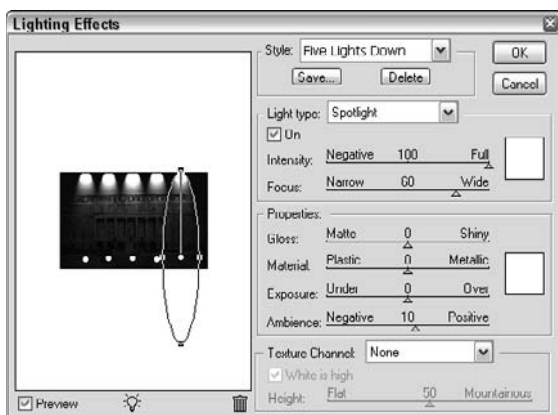 Lighting Effects
Style: Five Lights Down
OK
Save...
Delete
Cancel
Light type: Spotlight
On
Intensity: Negative 100 Full
Focus: Narrow 60 Wide
Properties:
Gloss: Matte 0 Shiny
Material: Plastic 0 Metallic
Exposure: Under 0 Over
Ambience: Negative 10 Positive
Texture Channel: None
White is high
Height: Flat 50 Mountainous
Preview